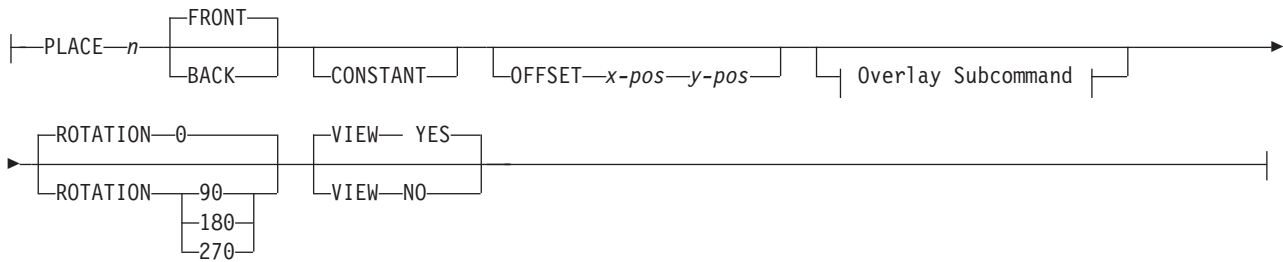 FRONT
PLACE n
BACK CONSTANT OFFSET x-pos y-pos Overlay Subcommand
ROTATION 0 VIEW YES
ROTATION 90 VIEW NO
180
270